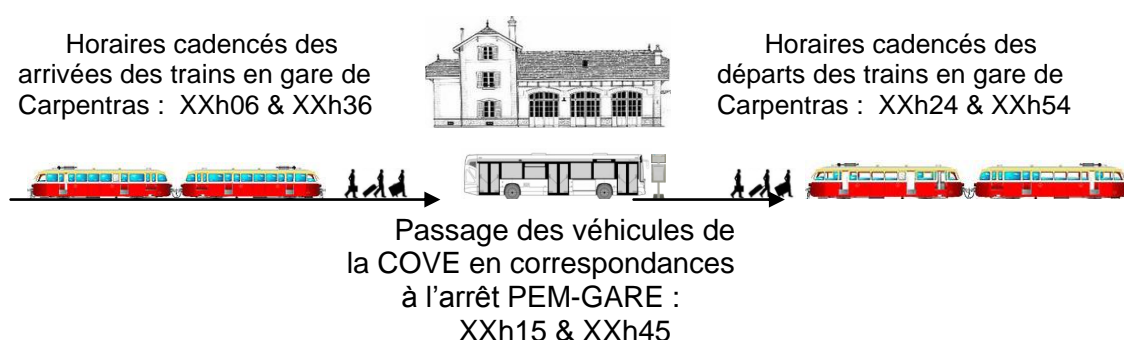 Horaires cadencés des
arrivées des trains en gare de
Carpentras : XXh06 & XXh36
Horaires cadencés des
départs des trains en gare de
Carpentras : XXh24 & XXh54
Passage des véhicules de
la COVE en correspondances
à l’arrêt PEM-GARE :
XXh15 & XXh45